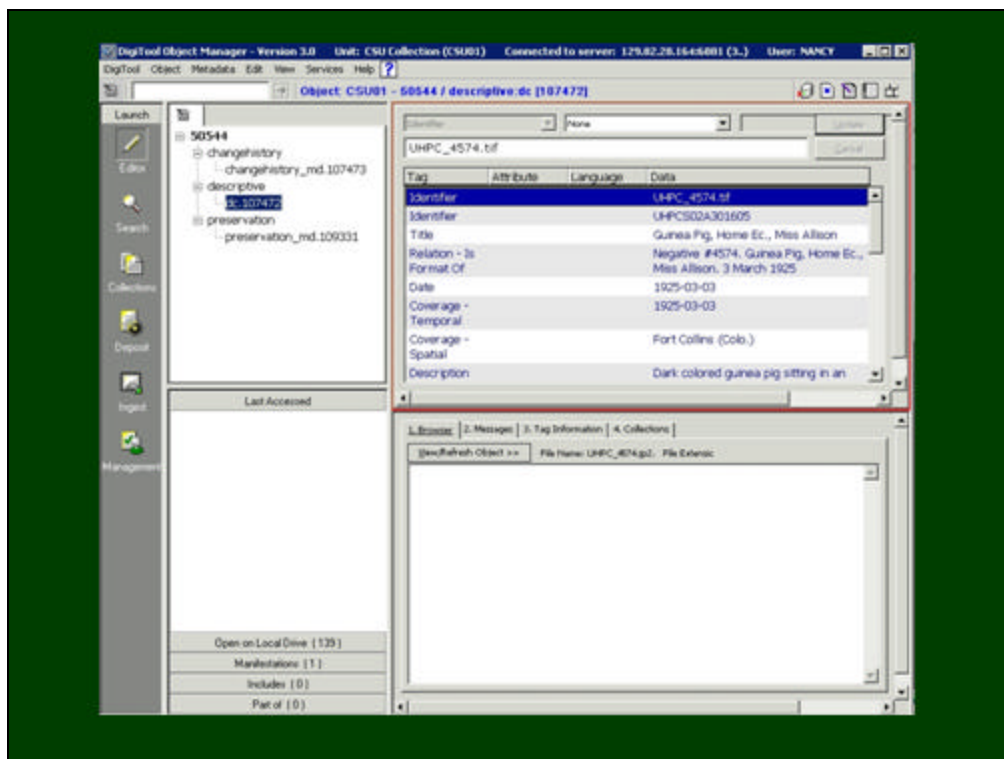 DigiTool Object Manager - Version 3.0 Unit: CSU Collection (CSU01) Connected to server: 129.82.28.164:6881 (3..) User: NANCY
DigiTool Object Metadata Edit View Services Help ?
Object: CSU01 - 50544 / descriptive:dc [107472]
Launch
Editor
Search
Collections
Deposit
Ingest
Management
50544
changehistory
changehistory_md.107473
descriptive
dc.107472
preservation
preservation_md.109331
Last Accessed
Open on Local Drive (139)
Manifestations (1)
Includes (0)
Part of (0)
Identifier None Update
UHPC_4574.tif Cancel
Tag Attribute Language Data
Identifier UHPC_4574.tif
Identifier UHPCS02A301605
Title Guinea Pig, Home Ec., Miss Allison
Relation - Is Negative #4574. Guinea Pig, Home Ec.,
Format Of Miss Allison. 3 March 1925
Date 1925-03-03
Coverage - 1925-03-03
Temporal
Coverage - Fort Collins (Colo.)
Spatial
Description Dark colored guinea pig sitting in an
1. Browser 2. Messages 3. Tag Information 4. Collections
View/Refresh Object >> File Name: UHPC_4574.jp2. File Extensic